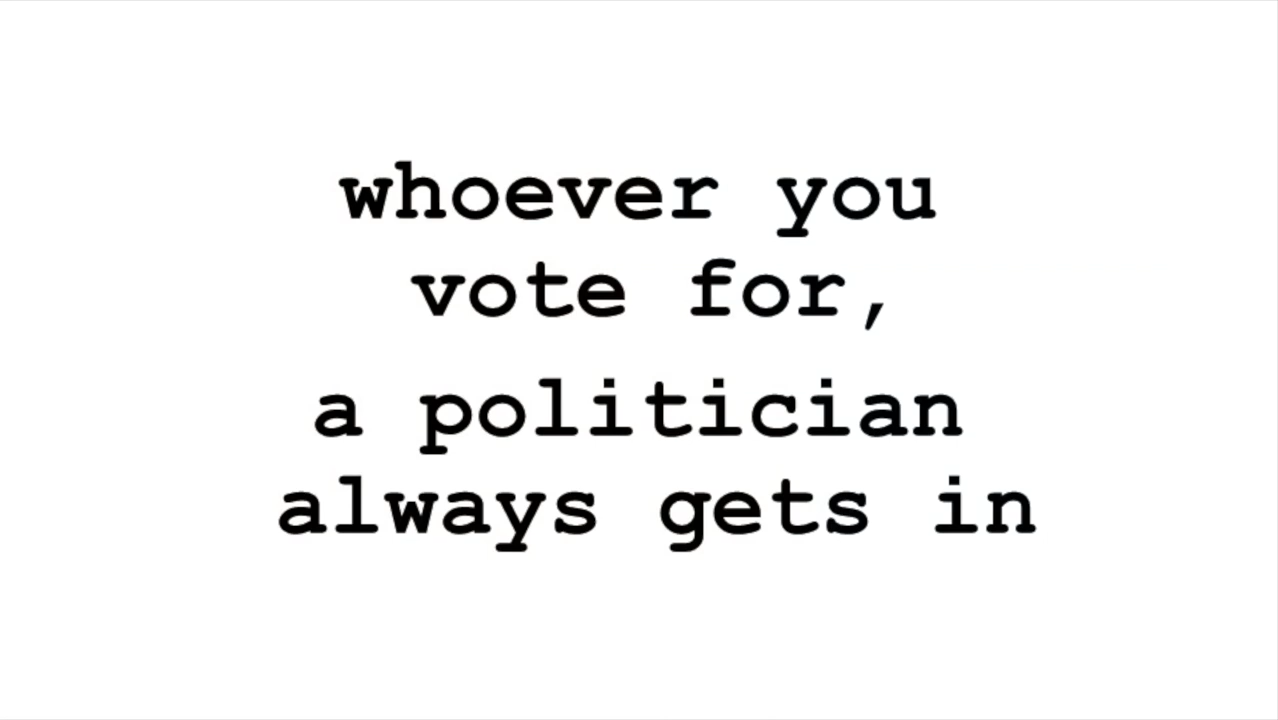 whoever you
vote for,
a politician
always gets in